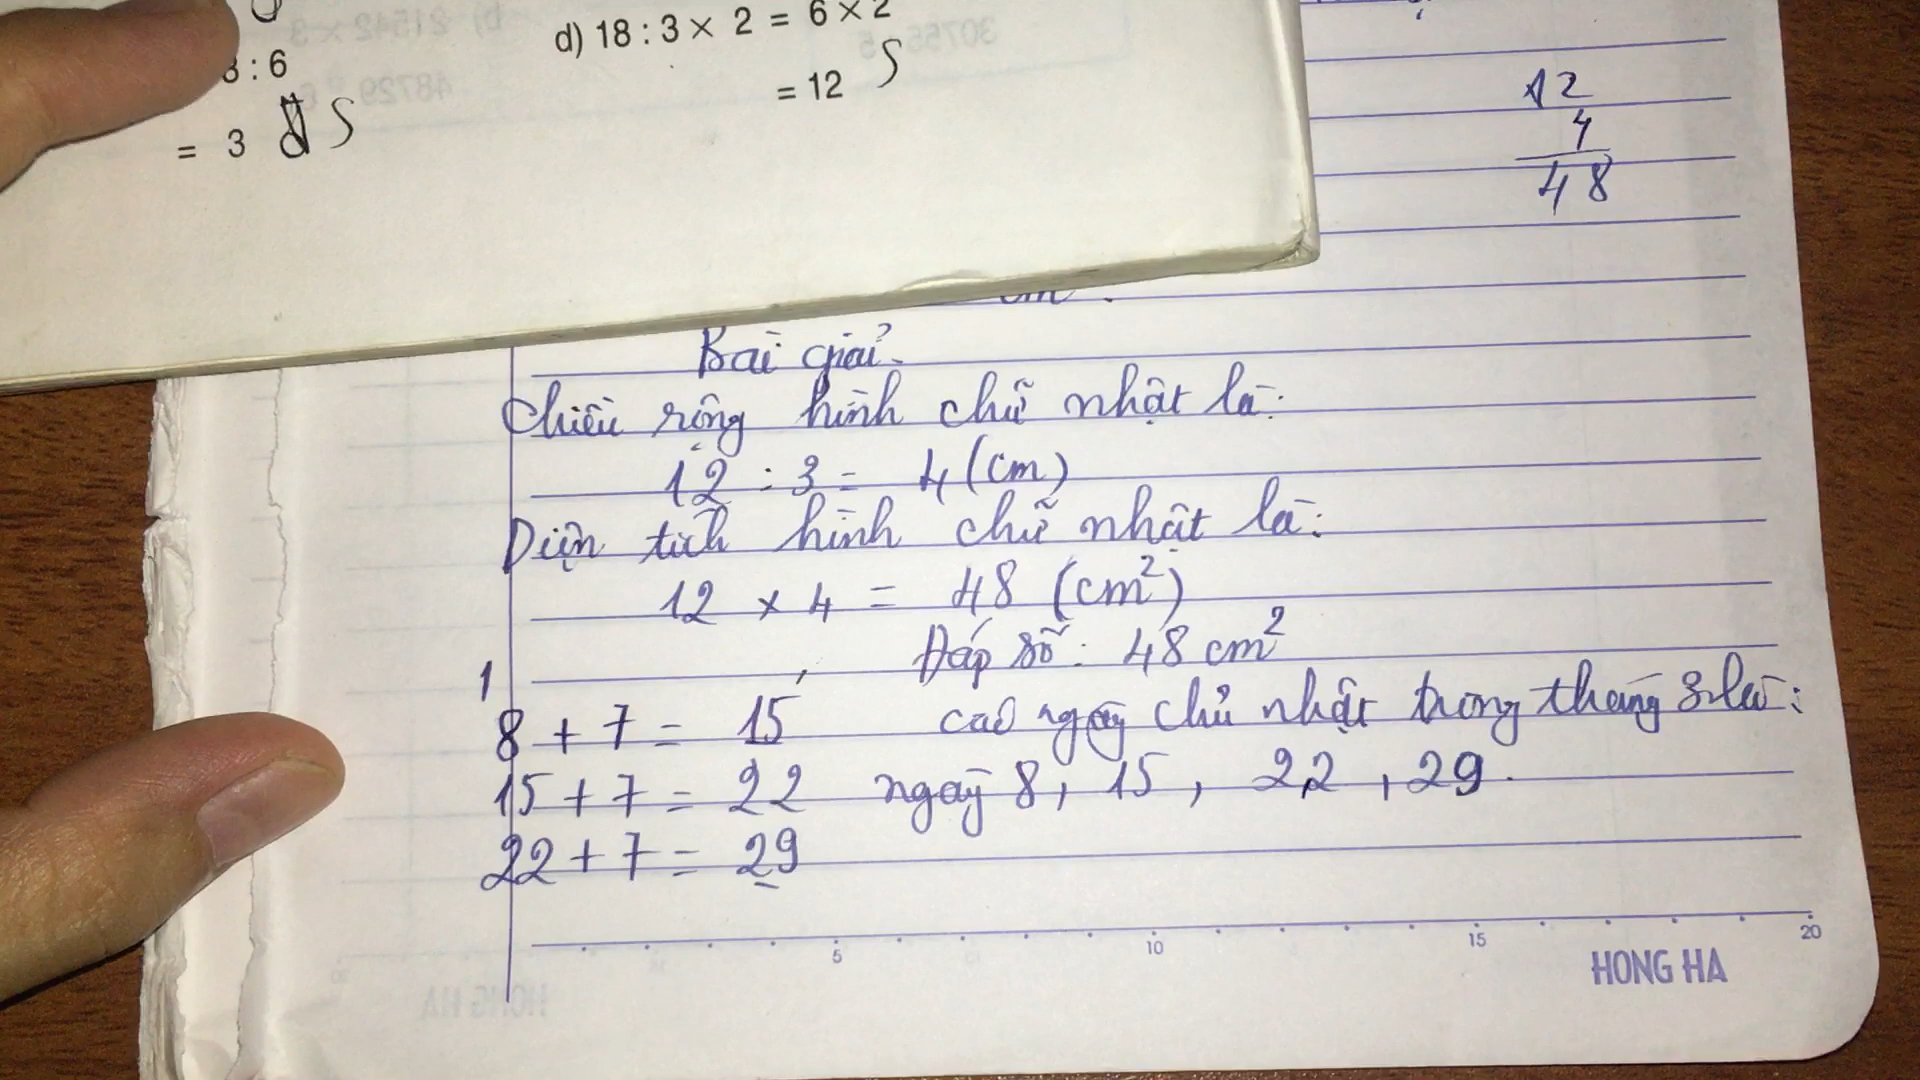 : 6
= 3 S
d) 18 : 3 × 2 = 6 × 2
= 12 S
12
4
48
cm .
Bài giải.
Chiều rộng hình chữ nhật là:
12 : 3 = 4 (cm)
Diện tích hình chữ nhật là:
12 x 4 = 48 (cm²)
Đáp số: 48 cm²
1
8 + 7 = 15 các ngày chủ nhật trong tháng 3 là:
15 + 7 = 22 ngày 8, 15, 22, 29.
22 + 7 = 29
5 10 15 20
HONG HA